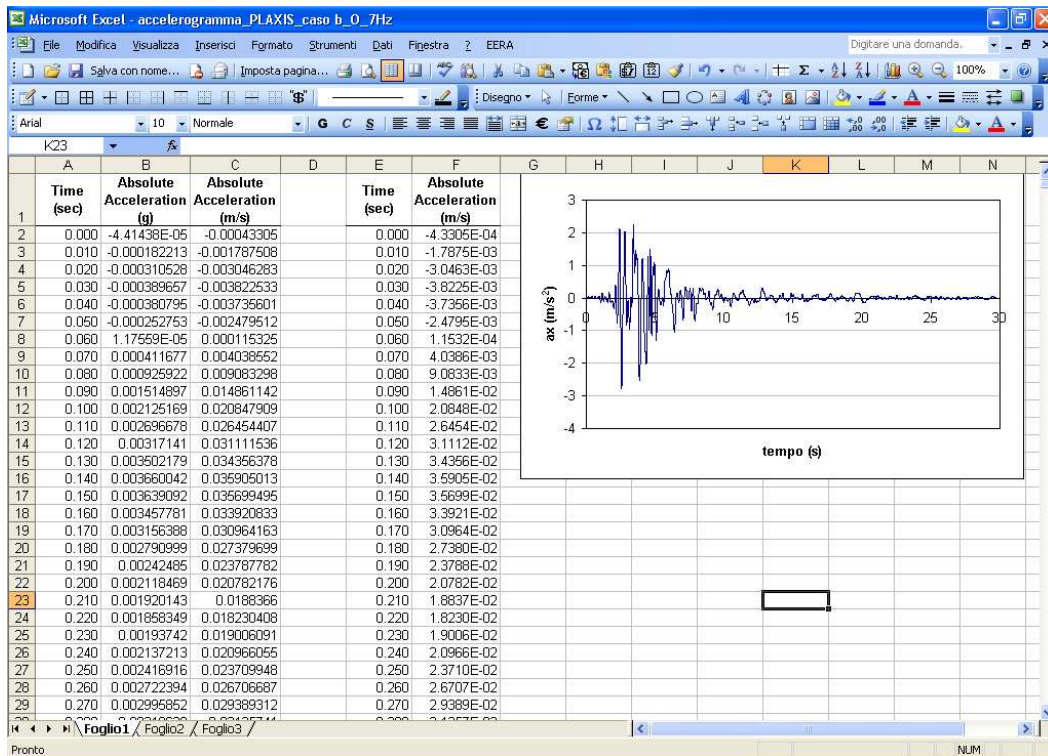 Microsoft Excel - accelerogramma_PLAXIS_caso b_0_7Hz
File Modifica Visualizza Inserisci Formato Strumenti Dati Finestra ? EERA Digitare una domanda.
Salva con nome... Imposta pagina... 100%
"$" Disegno Forme
Arial 10 Normale G C S €
K23 fx
A B C D E F G H I J K L M N
Time Absolute Absolute Time Absolute
(sec) Acceleration Acceleration (sec) Acceleration
1 (g) (m/s) (m/s)
2 0.000 -4.41438E-05 -0.00043305 0.000 -4.3305E-04
3 0.010 -0.000182213 -0.001787508 0.010 -1.7875E-03
4 0.020 -0.000310528 -0.003046283 0.020 -3.0463E-03
5 0.030 -0.000389657 -0.003822533 0.030 -3.8225E-03
6 0.040 -0.000380795 -0.003735601 0.040 -3.7356E-03
7 0.050 -0.000252753 -0.002479512 0.050 -2.4795E-03
8 0.060 1.17559E-05 0.000115325 0.060 1.1532E-04
9 0.070 0.000411677 0.004038552 0.070 4.0386E-03
10 0.080 0.000925922 0.009083298 0.080 9.0833E-03
11 0.090 0.001514897 0.014861142 0.090 1.4861E-02
12 0.100 0.002125169 0.020847909 0.100 2.0848E-02
13 0.110 0.002696678 0.026454407 0.110 2.6454E-02
14 0.120 0.00317141 0.031111536 0.120 3.1112E-02
15 0.130 0.003502179 0.034356378 0.130 3.4356E-02
16 0.140 0.003660042 0.035905013 0.140 3.5905E-02
17 0.150 0.003639092 0.035699495 0.150 3.5699E-02
18 0.160 0.003457781 0.033920833 0.160 3.3921E-02
19 0.170 0.003156388 0.030964163 0.170 3.0964E-02
20 0.180 0.002790999 0.027379699 0.180 2.7380E-02
21 0.190 0.00242485 0.023787782 0.190 2.3788E-02
22 0.200 0.002118469 0.020782176 0.200 2.0782E-02
23 0.210 0.001920143 0.0188366 0.210 1.8837E-02
24 0.220 0.001858349 0.018230408 0.220 1.8230E-02
25 0.230 0.00193742 0.019006091 0.230 1.9006E-02
26 0.240 0.002137213 0.020966055 0.240 2.0966E-02
27 0.250 0.002416916 0.023709948 0.250 2.3710E-02
28 0.260 0.002722394 0.026706687 0.260 2.6707E-02
29 0.270 0.002995852 0.029389312 0.270 2.9389E-02
3
2
1
0
-1
-2
-3
-4
0 5 10 15 20 25 30
ax (m/s²)
tempo (s)
Foglio1 Foglio2 Foglio3
Pronto NUM